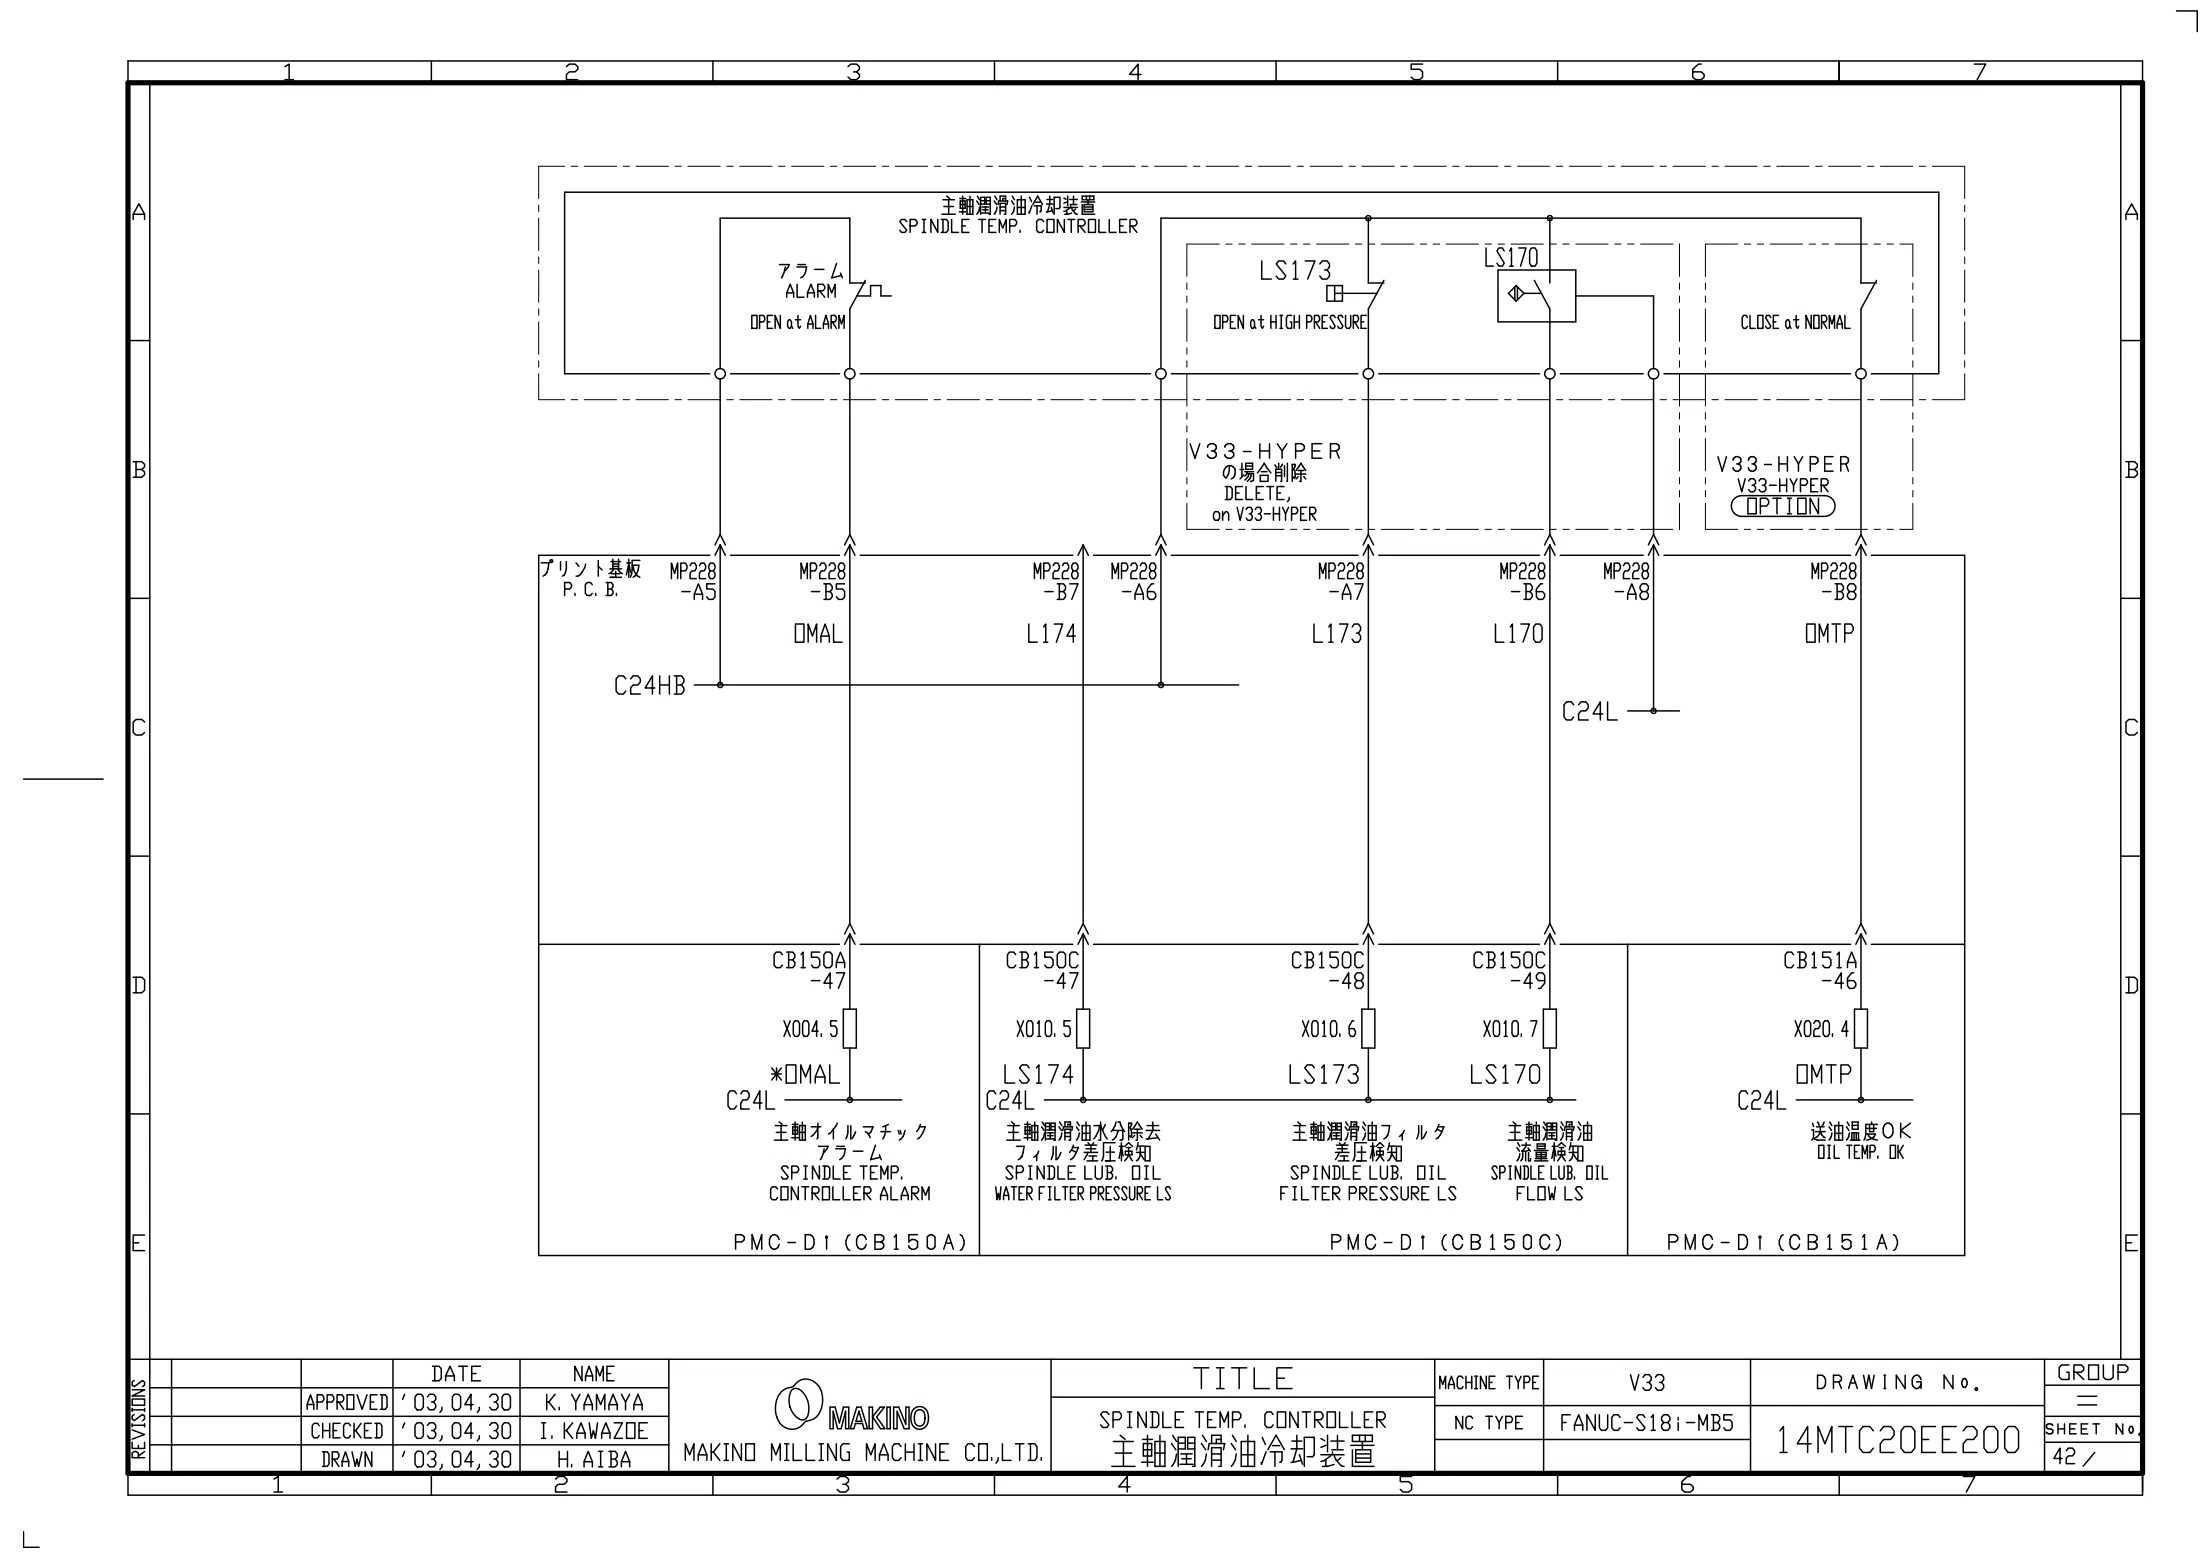 1 2 3 4 5 6 7
A
B
C
D
E
A
B
C
D
E
主軸潤滑油冷却装置
SPINDLE TEMP. CONTROLLER
アラーム
ALARM
OPEN at ALARM
LS173
OPEN at HIGH PRESSURE
LS170
CLOSE at NORMAL
V33-HYPER
の場合削除
DELETE,
on V33-HYPER
V33-HYPER
V33-HYPER
OPTION
プリント基板
P. C. B.
MP228
-A5
MP228
-B5
MP228
-B7
MP228
-A6
MP228
-A7
MP228
-B6
MP228
-A8
MP228
-B8
OMAL
L174
L173
L170
OMTP
C24HB
C24L
CB150A
-47
CB150C
-47
CB150C
-48
CB150C
-49
CB151A
-46
X004. 5
X010. 5
X010. 6
X010. 7
X020. 4
*OMAL
LS174
LS173
LS170
OMTP
C24L
C24L
C24L
主軸オイルマチック
アラーム
SPINDLE TEMP.
CONTROLLER ALARM
主軸潤滑油水分除去
フィルタ差圧検知
SPINDLE LUB. OIL
WATER FILTER PRESSURE LS
主軸潤滑油フィルタ
差圧検知
SPINDLE LUB. OIL
FILTER PRESSURE LS
主軸潤滑油
流量検知
SPINDLE LUB. OIL
FLOW LS
送油温度OK
OIL TEMP. OK
PMC-Di (CB150A)
PMC-Di (CB150C)
PMC-Di (CB151A)
REVISIONS
DATE NAME
APPROVED '03,04,30 K. YAMAYA
CHECKED '03,04,30 I. KAWAZOE
DRAWN '03,04,30 H. AIBA
MAKINO
MAKINO MILLING MACHINE CO.,LTD.
TITLE
SPINDLE TEMP. CONTROLLER
主軸潤滑油冷却装置
MACHINE TYPE V33
NC TYPE FANUC-S18i-MB5
DRAWING No.
14MTC20EE200
GROUP
=
SHEET No.
42/
1 2 3 4 5 6 7